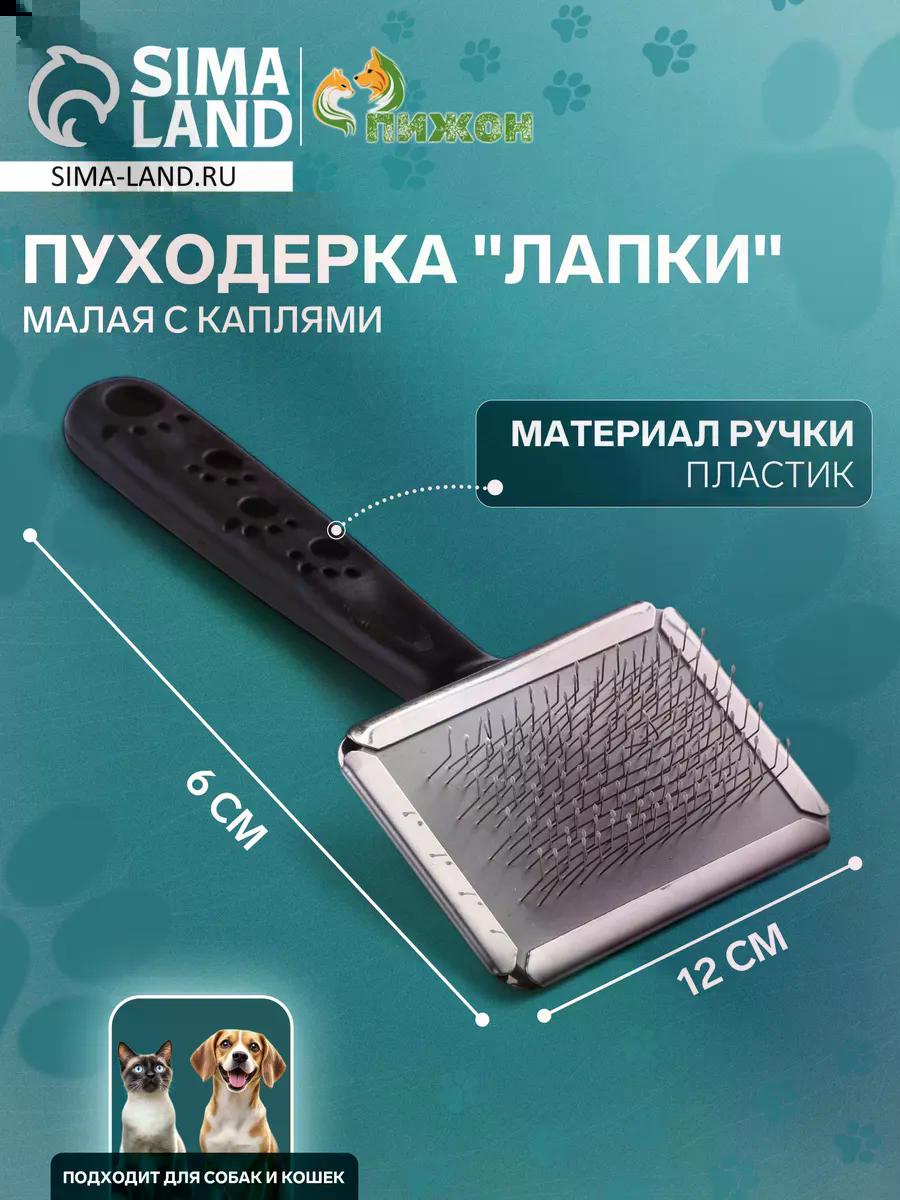 SIMA
LAND
ПИЖОН
SIMA-LAND.RU
ПУХОДЕРКА "ЛАПКИ"
МАЛАЯ С КАПЛЯМИ
МАТЕРИАЛ РУЧКИ
ПЛАСТИК
6 СМ
12 СМ
ПОДХОДИТ ДЛЯ СОБАК И КОШЕК